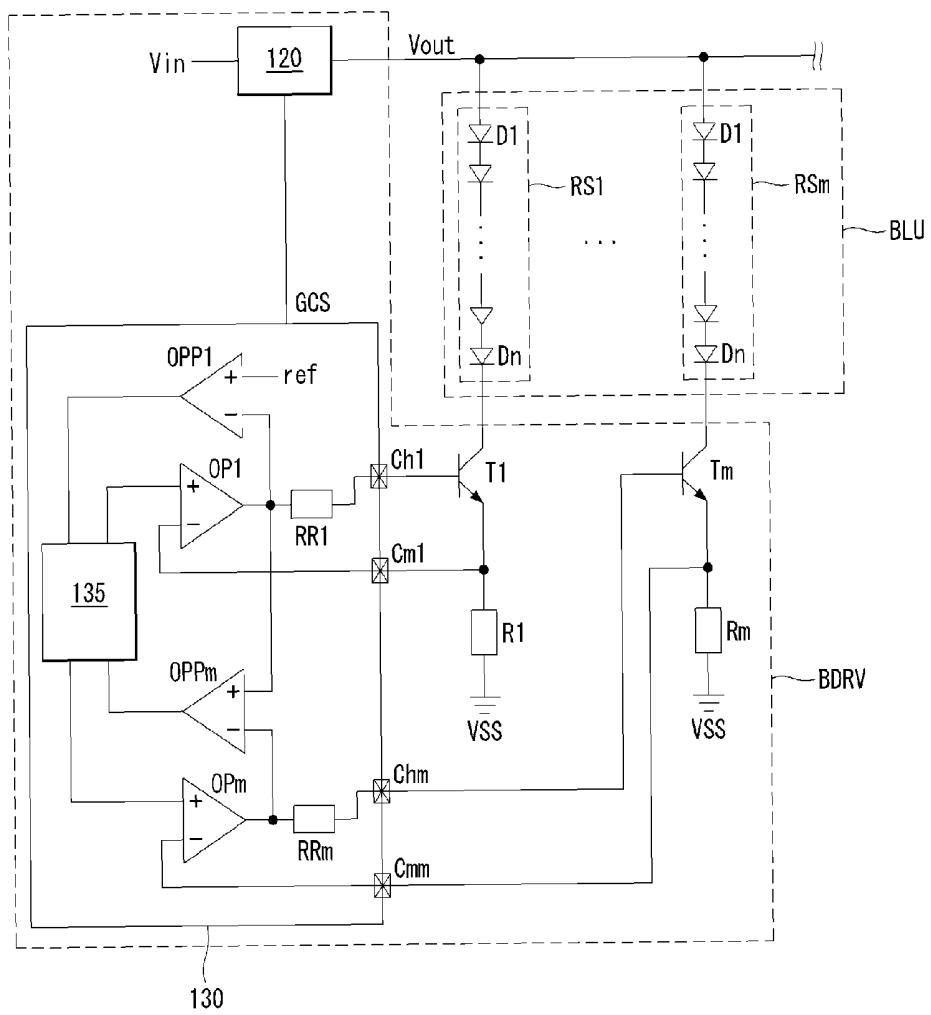 120
Vin
Vout
D1
D1
RS1
RSm
BLU
...
Dn
Dn
GCS
OPP1
+
ref
−
OP1
+
−
RR1
Ch1
T1
Tm
Cm1
135
R1
Rm
OPPm
+
−
VSS
VSS
BDRV
OPm
+
−
RRm
Chm
Cmm
130